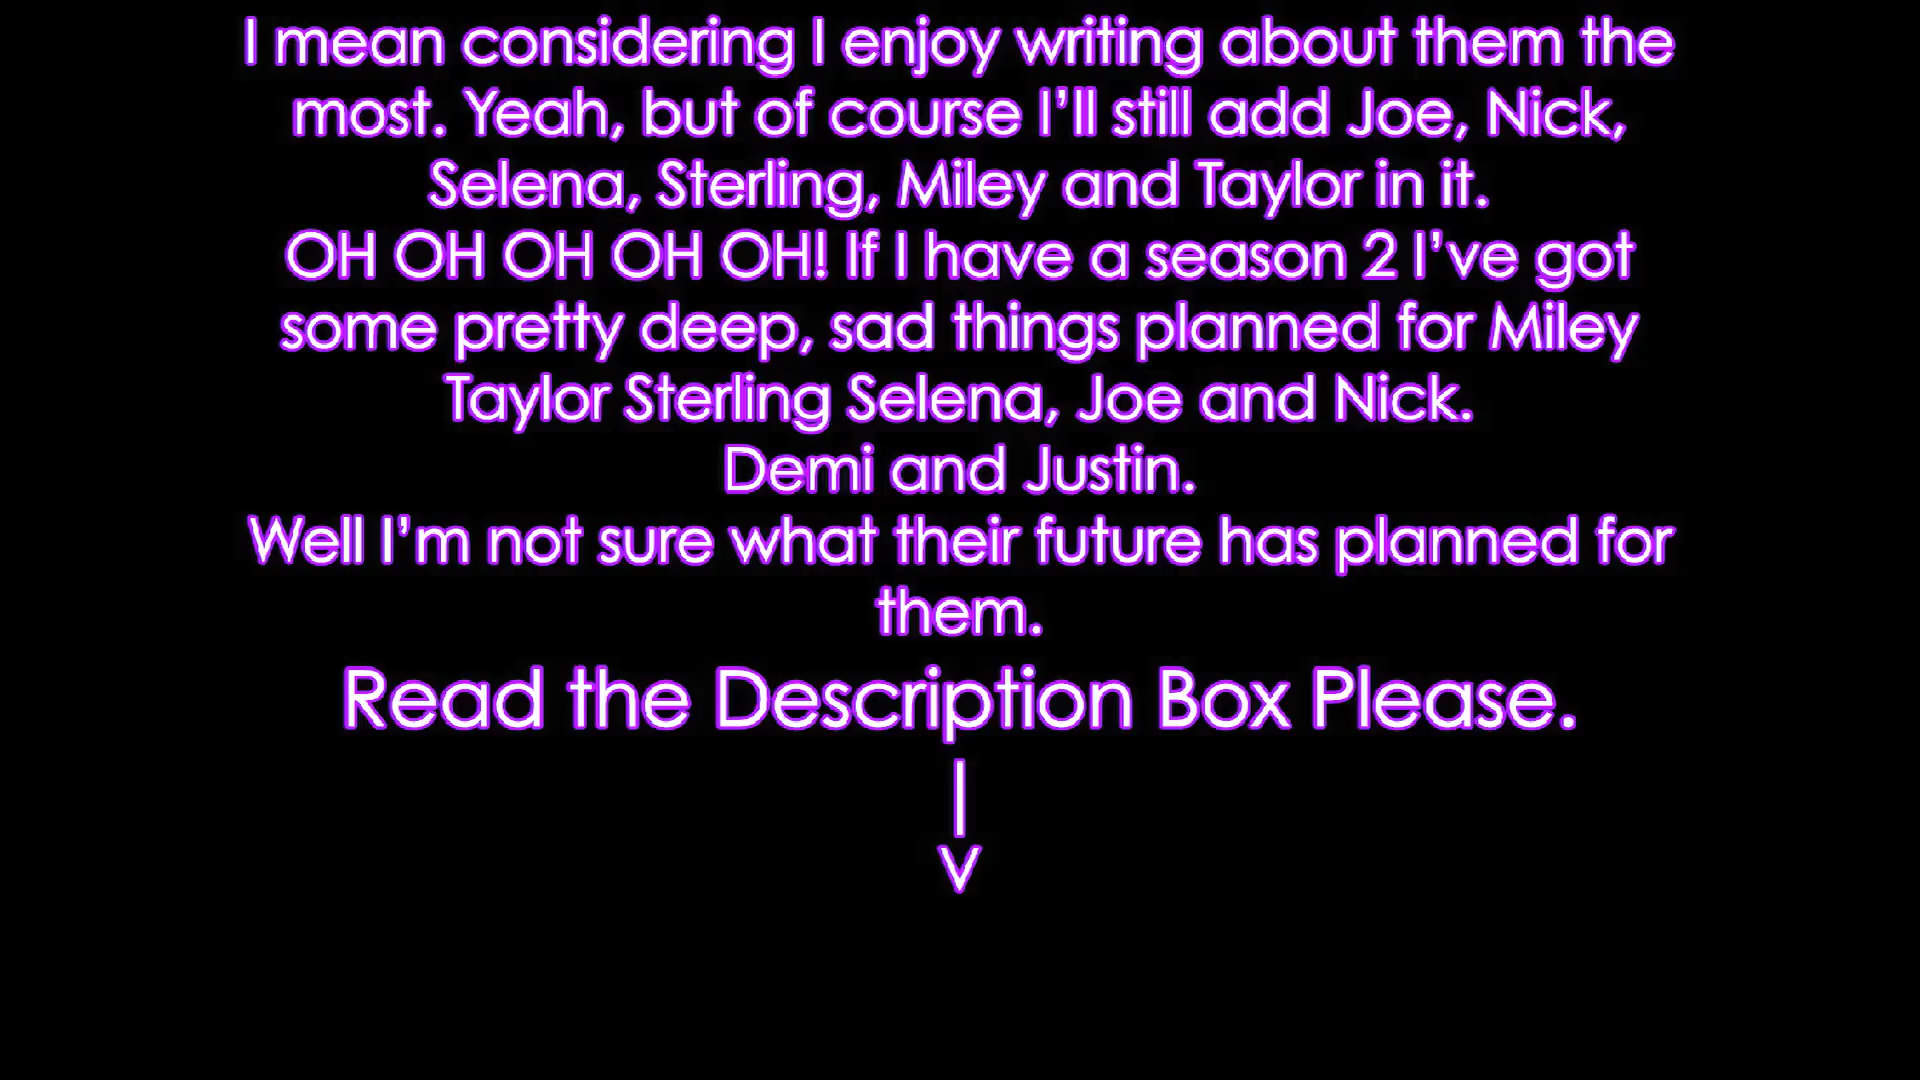 I mean considering I enjoy writing about them the
most. Yeah, but of course I’ll still add Joe, Nick,
Selena, Sterling, Miley and Taylor in it.
OH OH OH OH OH! If I have a season 2 I’ve got
some pretty deep, sad things planned for Miley
Taylor Sterling Selena, Joe and Nick.
Demi and Justin.
Well I’m not sure what their future has planned for
them.
Read the Description Box Please.
|
V